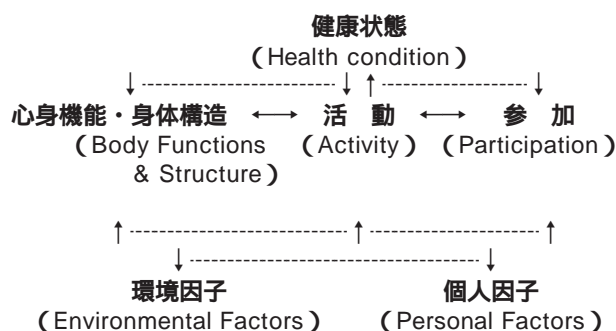 健康状態
(Health condition)
心身機能・身体構造 ←→ 活 動 ←→ 参 加
(Body Functions & Structure) (Activity) (Participation)
環境因子 個人因子
(Environmental Factors) (Personal Factors)